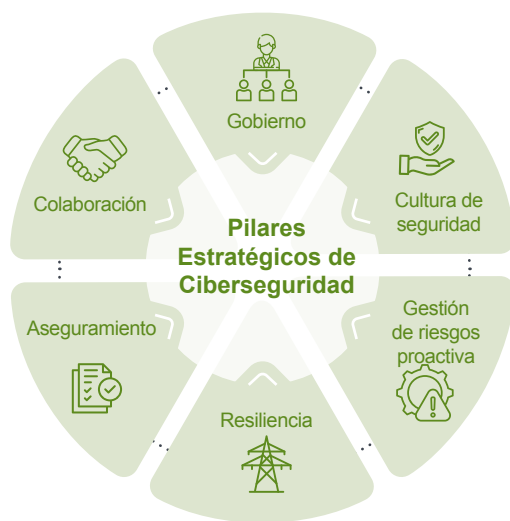 Gobierno
Cultura de
seguridad
Gestión
de riesgos
proactiva
Resiliencia
Aseguramiento
Colaboración
Pilares
Estratégicos de
Ciberseguridad